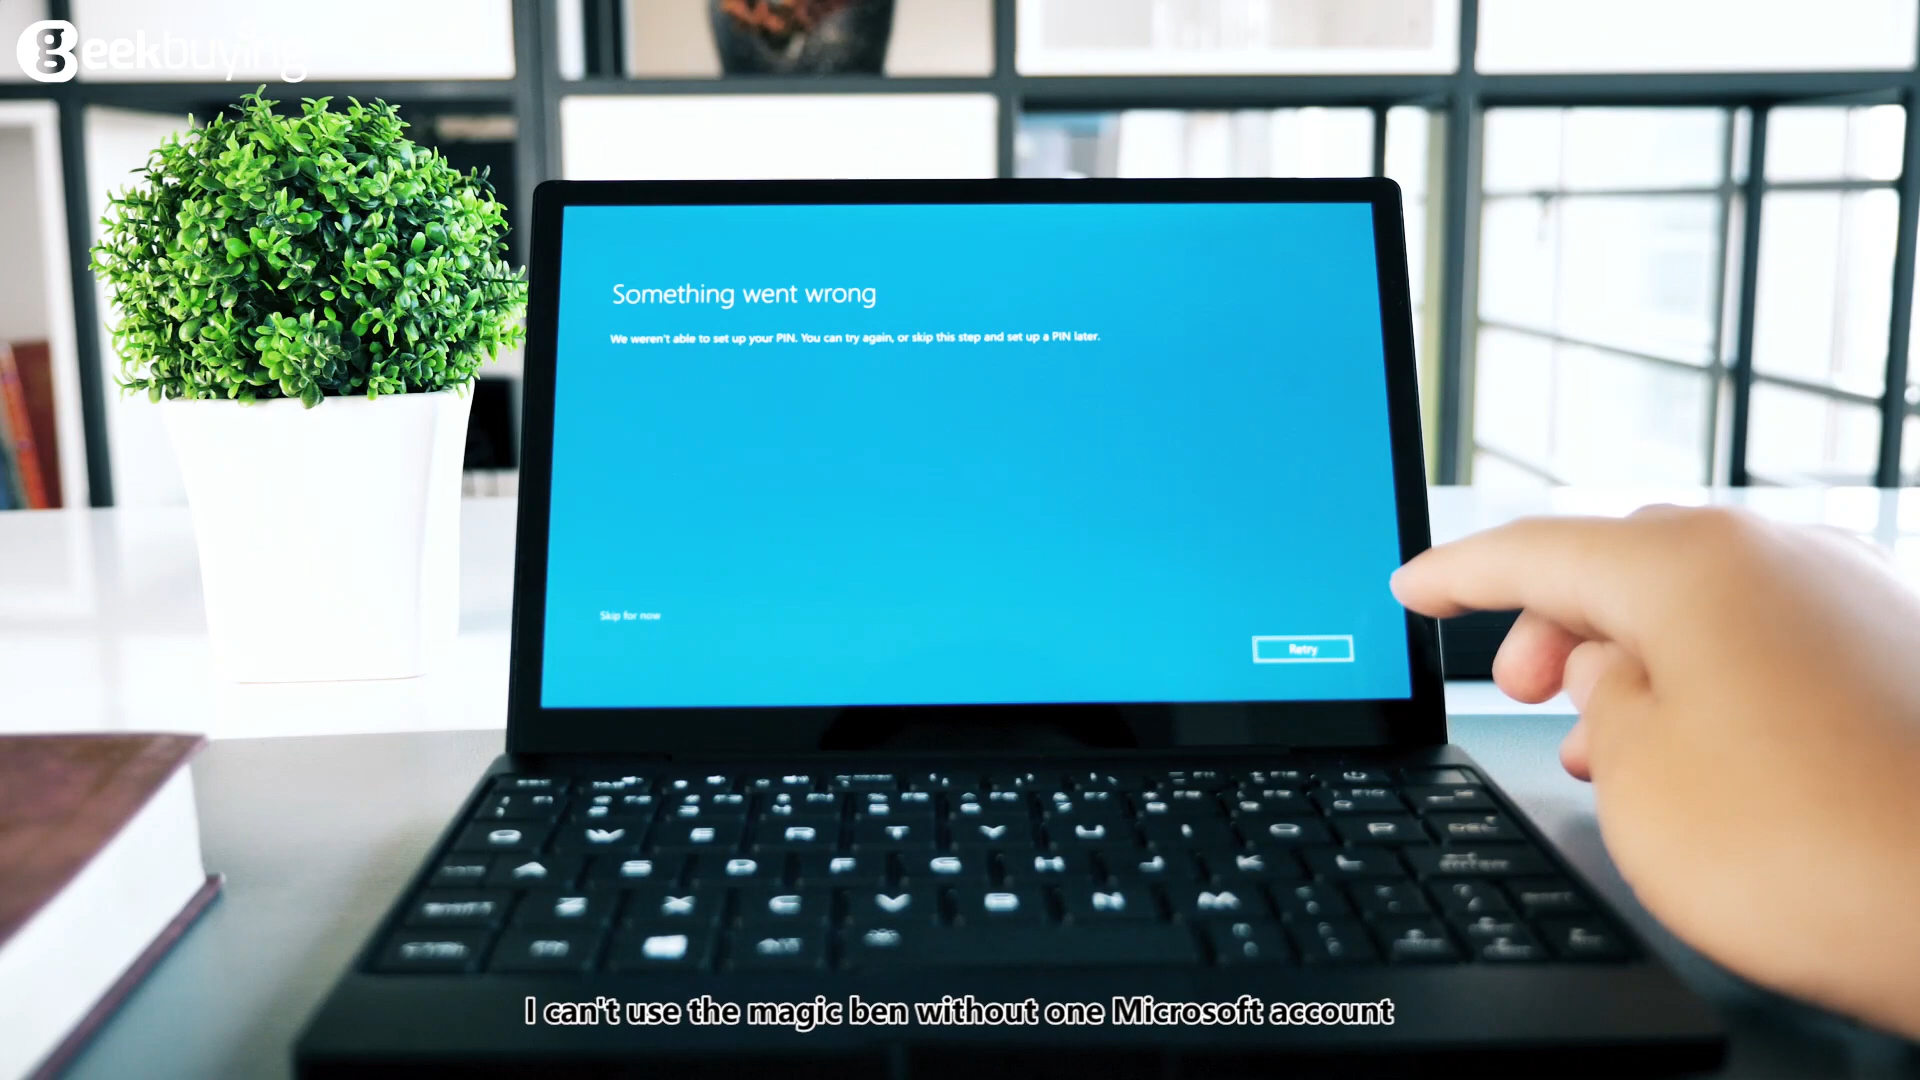 geekbuying
Something went wrong
We weren't able to set up your PIN. You can try again, or skip this step and set up a PIN later.
Skip for now
Retry
Q W E R T Y U I O P DEL
A S D F G H J K L
Z X C V B N M
I can't use the magic ben without one Microsoft account